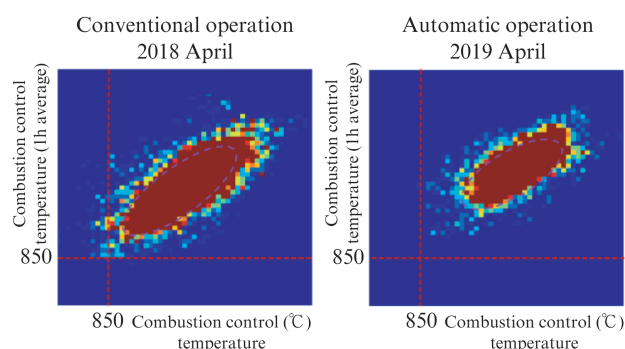 Conventional operation
2018 April
Combustion control
temperature (1h average)
850
850 Combustion control (℃)
temperature
Automatic operation
2019 April
Combustion control
temperature (1h average)
850
850 Combustion control (℃)
temperature